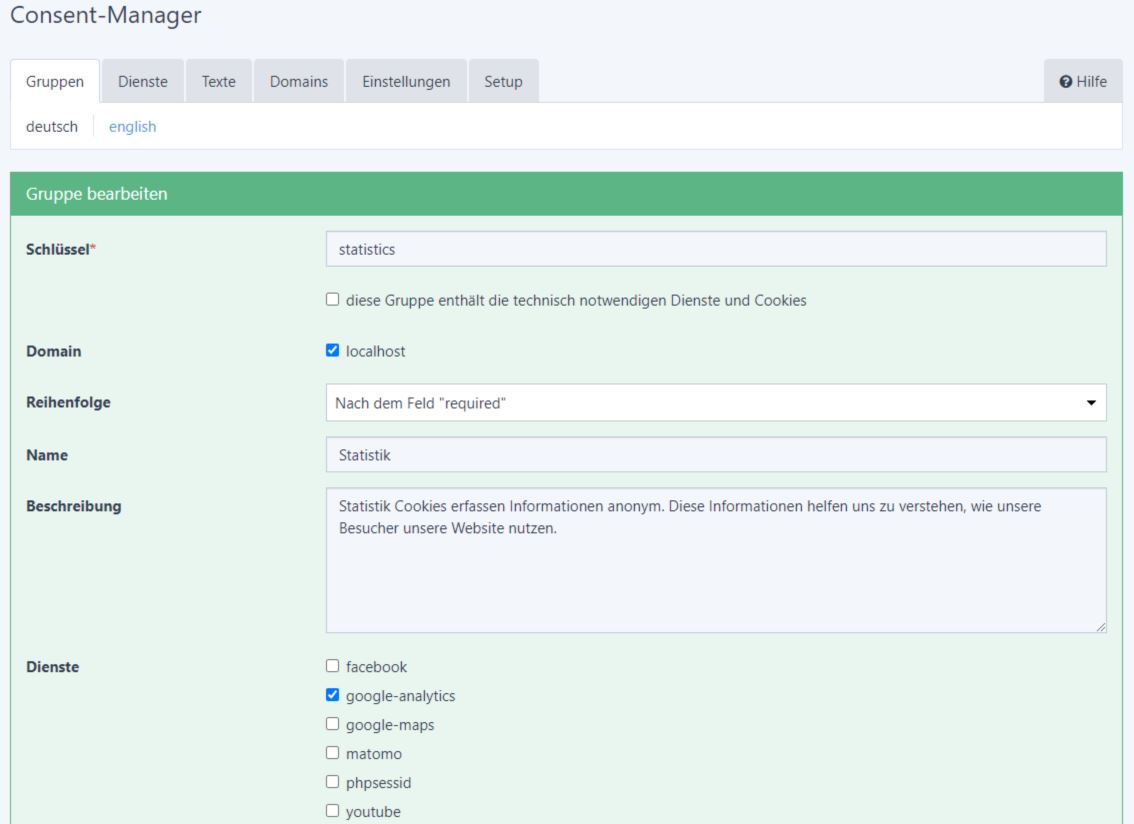 Consent-Manager
Gruppen Dienste Texte Domains Einstellungen Setup Hilfe
deutsch english
Gruppe bearbeiten
Schlüssel* statistics
diese Gruppe enthält die technisch notwendigen Dienste und Cookies
Domain localhost
Reihenfolge Nach dem Feld "required"
Name Statistik
Beschreibung Statistik Cookies erfassen Informationen anonym. Diese Informationen helfen uns zu verstehen, wie unsere
Besucher unsere Website nutzen.
Dienste facebook
google-analytics
google-maps
matomo
phpsessid
youtube